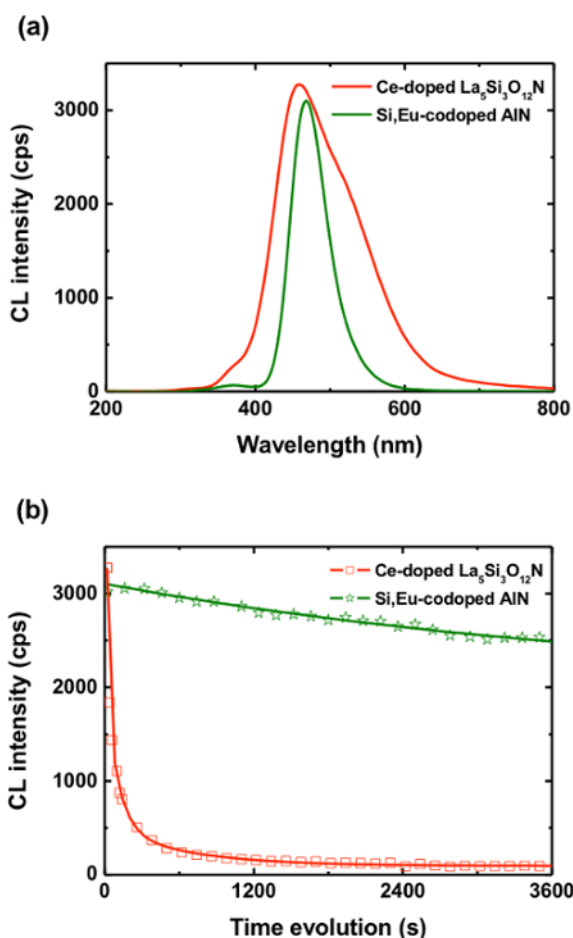 (a)
Ce-doped La₅Si₃O₁₂N
Si,Eu-codoped AlN
CL intensity (cps)
3000
2000
1000
0
200 400 600 800
Wavelength (nm)
(b)
Ce-doped La₅Si₃O₁₂N
Si,Eu-codoped AlN
CL intensity (cps)
3000
2000
1000
0
0 1200 2400 3600
Time evolution (s)